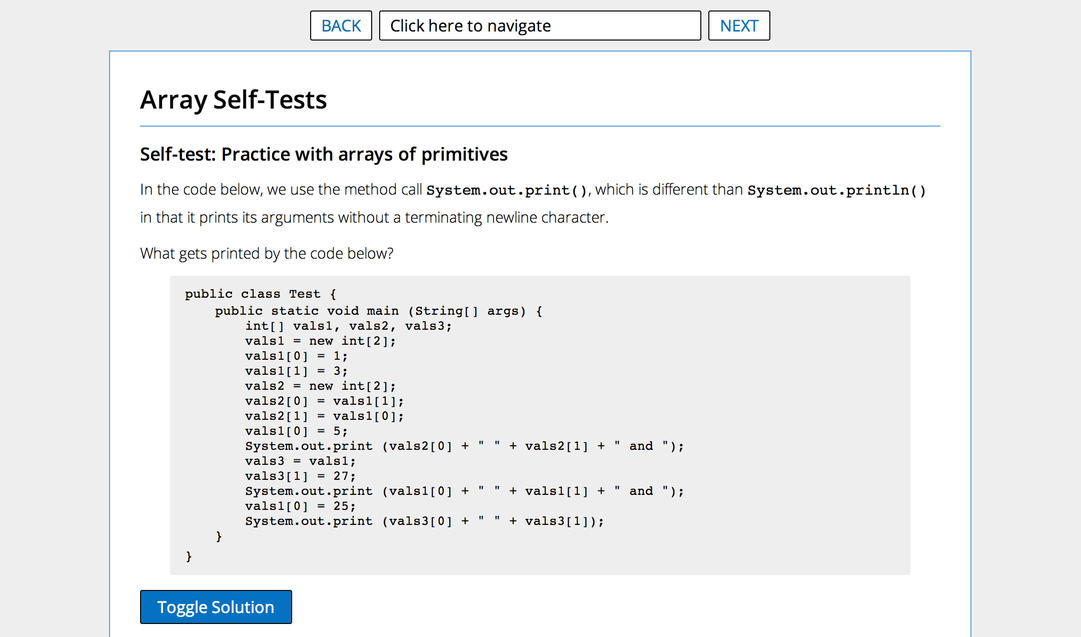 BACK Click here to navigate NEXT
Array Self-Tests
Self-test: Practice with arrays of primitives
In the code below, we use the method call System.out.print(), which is different than System.out.println()
in that it prints its arguments without a terminating newline character.
What gets printed by the code below?
public class Test {
    public static void main (String[] args) {
        int[] vals1, vals2, vals3;
        vals1 = new int[2];
        vals1[0] = 1;
        vals1[1] = 3;
        vals2 = new int[2];
        vals2[0] = vals1[1];
        vals2[1] = vals1[0];
        vals1[0] = 5;
        System.out.print (vals2[0] + " " + vals2[1] + " and ");
        vals3 = vals1;
        vals3[1] = 27;
        System.out.print (vals1[0] + " " + vals1[1] + " and ");
        vals1[0] = 25;
        System.out.print (vals3[0] + " " + vals3[1]);
    }
}
Toggle Solution